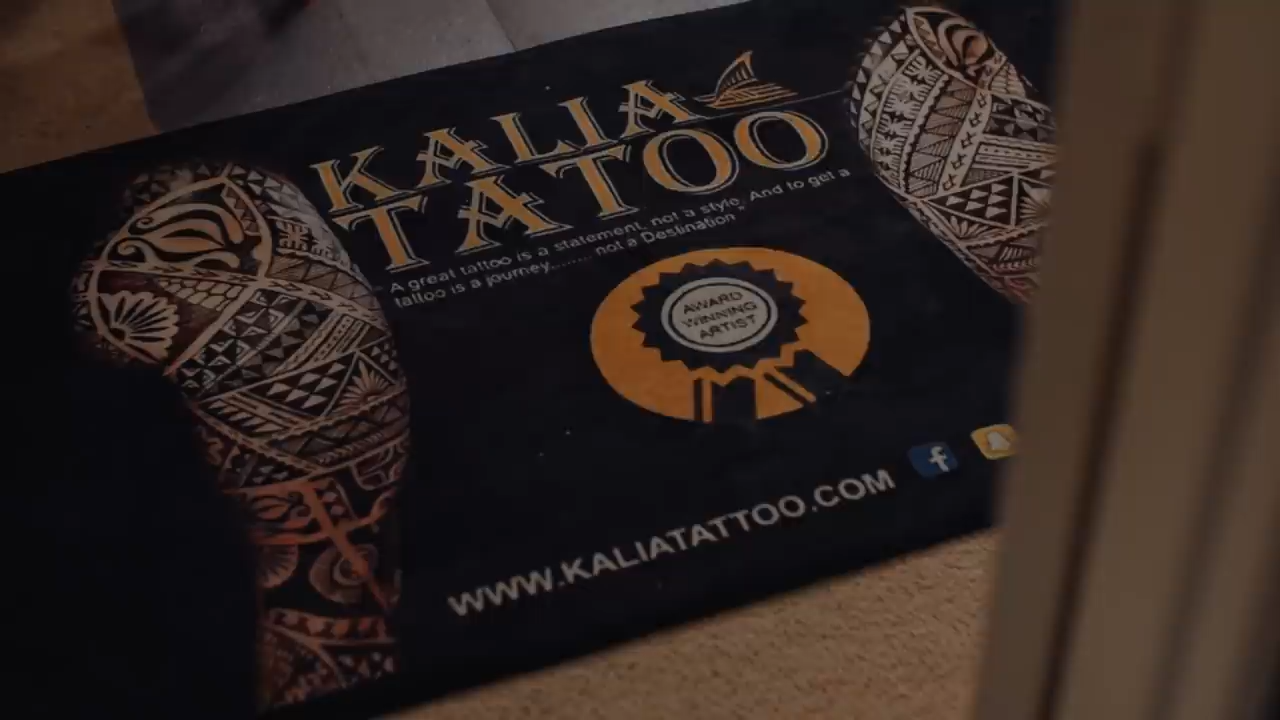 KALIA
TATOO
"A great tattoo is a statement, not a style. And to get a
tattoo is a journey....... not a Destination "
AWARD
WINNING
ARTIST
WWW.KALIATATTOO.COM
f